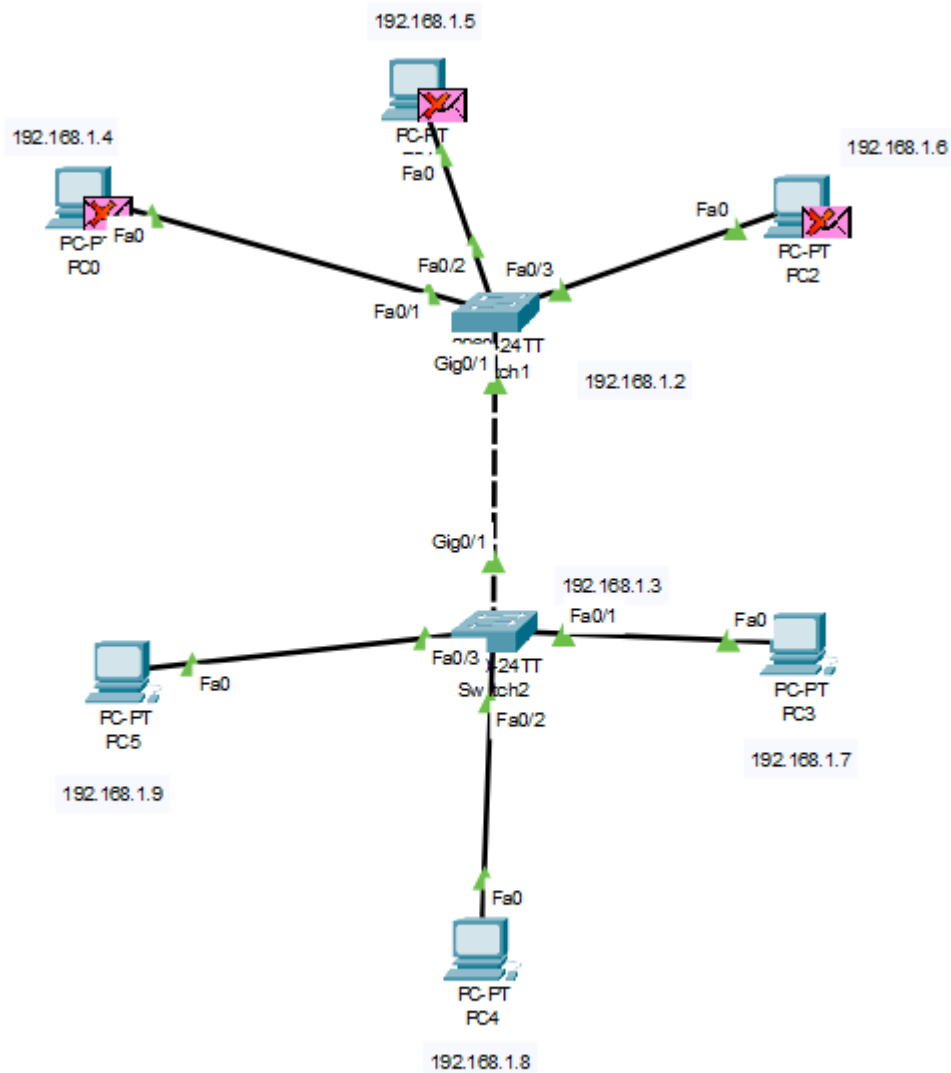 192.168.1.5
192.168.1.4
192.168.1.6
PC-PT
Fa0
Fa0
PC0
Fa0
PC-PT
PC2
Fa0/2
Fa0/3
Fa0/1
24TT
Gig0/1
192.168.1.2
Gig0/1
192.168.1.3
Fa0/1
Fa0
Fa0/3
-24TT
Fa0
PC-PT
PC5
Switch2
Fa0/2
PC-PT
PC3
192.168.1.7
192.168.1.9
Fa0
PC-PT
PC4
192.168.1.8